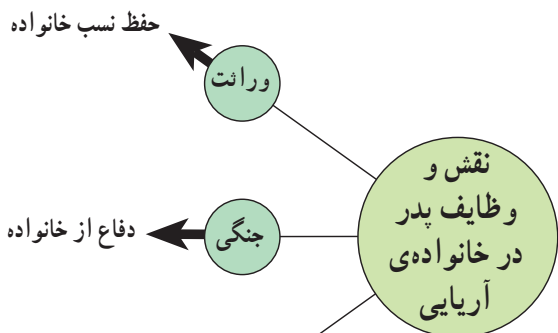 حفظ نسب خانواده
وراثت
نقش و
وظایف پدر
در خانواده‌ی
آریایی
جنگی
دفاع از خانواده